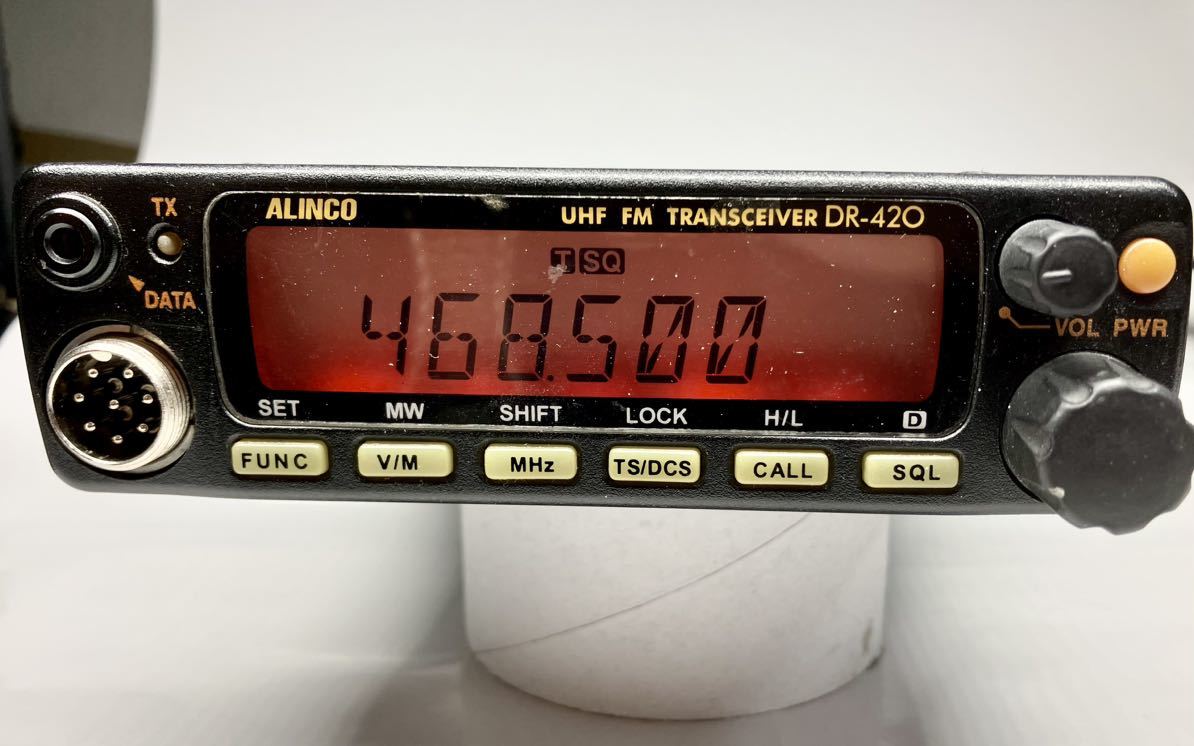 TX
ALINCO
UHF FM TRANSCEIVER DR-420
DATA
T SQ
468.500
VOL PWR
SET MW SHIFT LOCK H/L D
FUNC V/M MHz TS/DCS CALL SQL